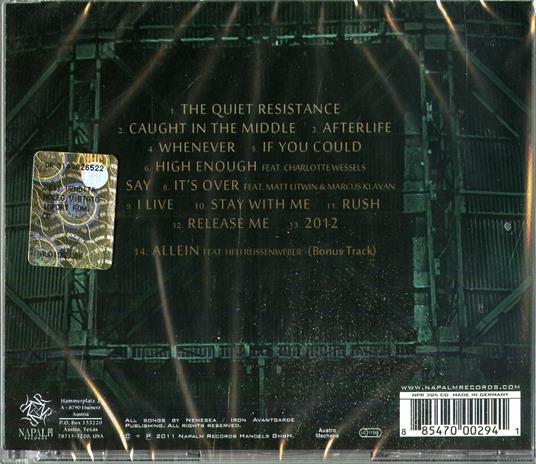 1. THE QUIET RESISTANCE
2. CAUGHT IN THE MIDDLE 3. AFTERLIFE
4. WHENEVER 5. IF YOU COULD
6. HIGH ENOUGH FEAT. CHARLOTTE WESSELS
SAY 8. IT'S OVER FEAT. MATT LITWIN & MARCUS KLAVAN
9. I LIVE 10. STAY WITH ME 11. RUSH
12. RELEASE ME 13. 2012
14. ALLEIN FEAT. HELI REISSENWEBER (Bonus Track)
NAPALM
Hammerplatz 2
A - 8790 Eisenerz
Austria
P.O. Box 153220
Austin, Texas
78715-3220, USA
All songs by Nemesea / Iron Avantgarde
Publishing. All rights reserved.
℗ + © 2011 Napalm Records Handels GmbH.
Austro
Mechana
LC
www.napalmrecords.com
NPR 385 CD MADE IN GERMANY
8 85470 00294 1